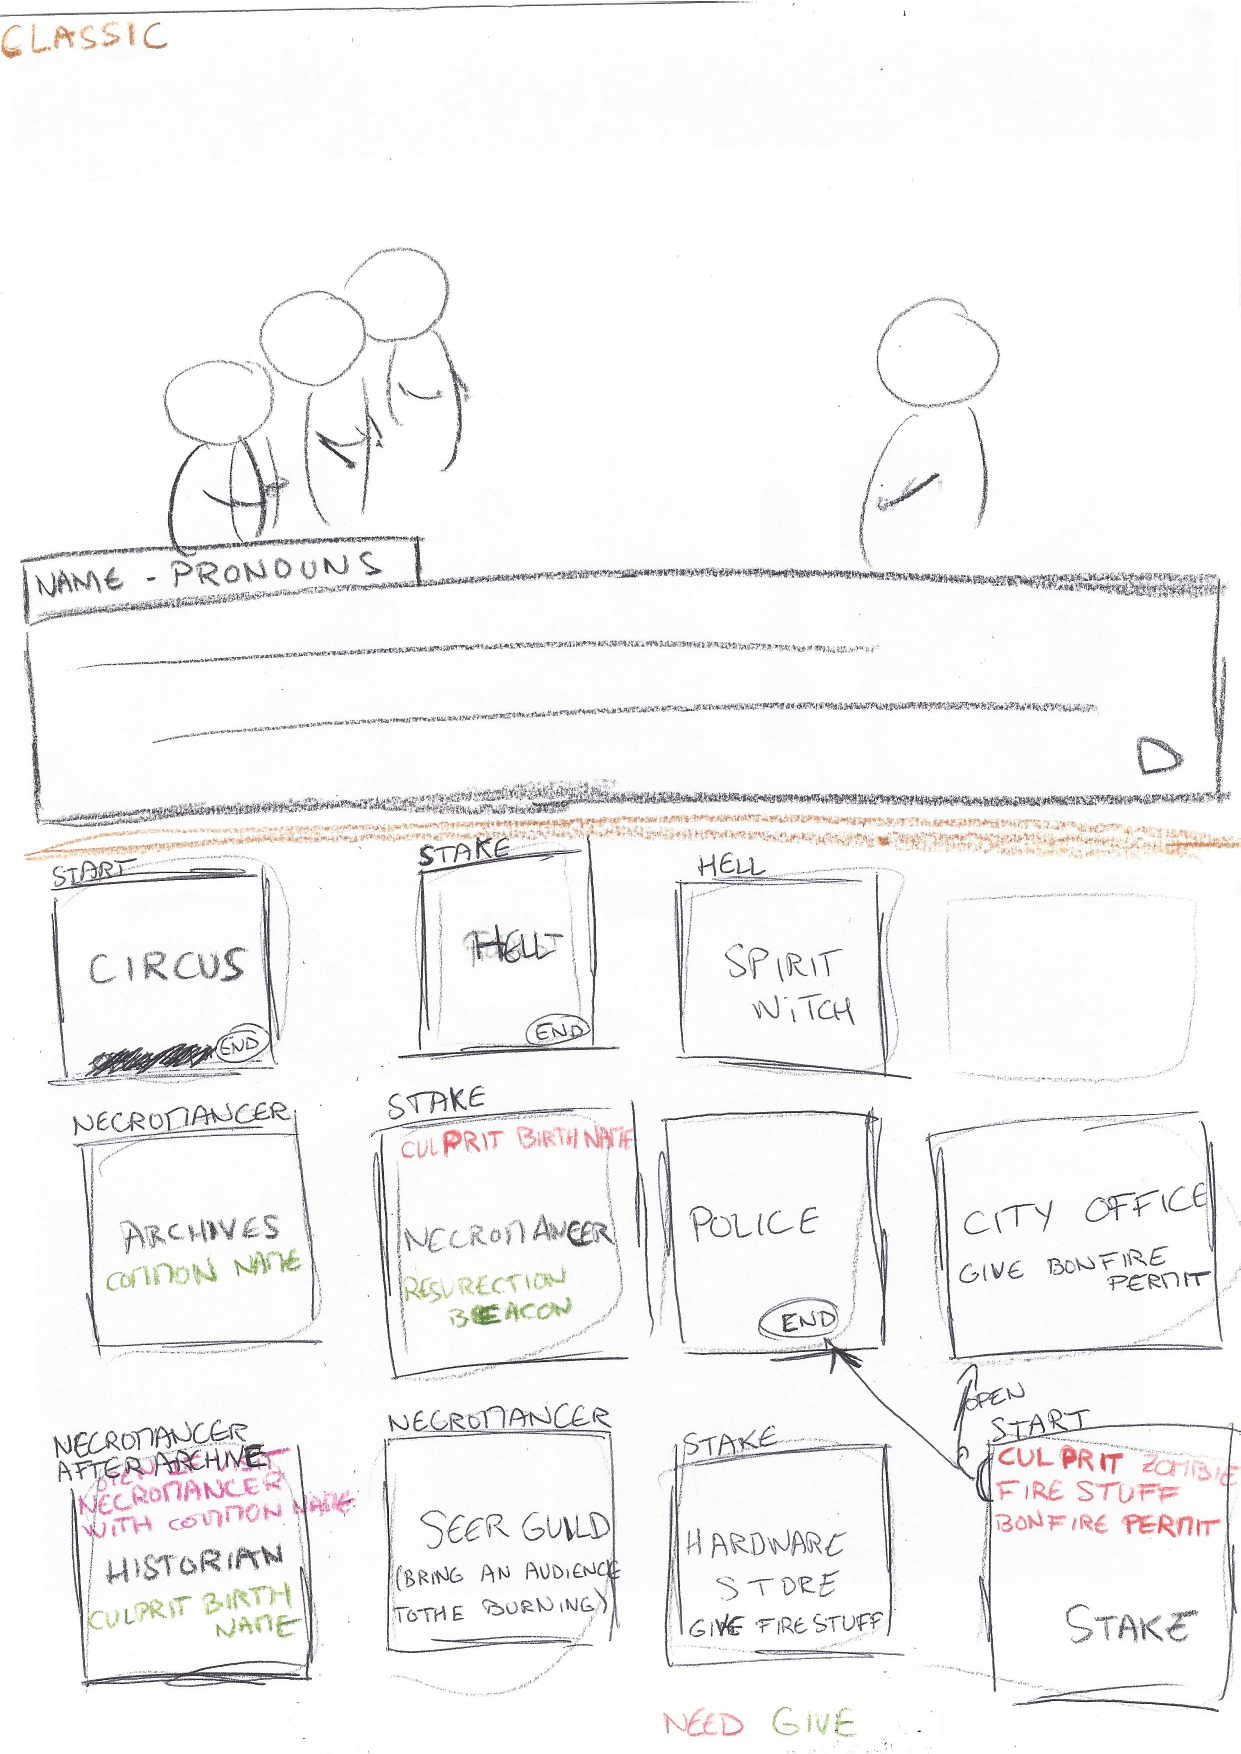 CLASSIC
NAME - PRONOUNS
START
CIRCUS
END
STAKE
HELL
END
HELL
SPIRIT
WITCH
NECROMANCER
ARCHIVES
COMMON NAME
STAKE
CULPRIT BIRTH NAME
NECROMANCER
RESURECTION
BEACON
POLICE
END
CITY OFFICE
GIVE BONFIRE
PERMIT
OPEN
NECROMANCER
AFTER ARCHIVE
NECROMANCER
WITH COMMON NAME
HISTORIAN
CULPRIT BIRTH
NAME
NECROMANCER
SEER GUILD
(BRING AN AUDIENCE
TO THE BURNING)
STAKE
HARDWARE
STORE
GIVE FIRE STUFF
START
CULPRIT ZOMBIE
FIRE STUFF
BONFIRE PERMIT
STAKE
NEED GIVE